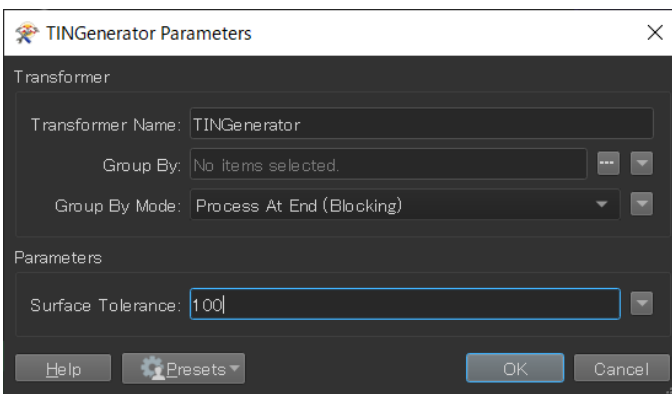 TINGenerator Parameters
Transformer
Transformer Name: TINGenerator
Group By: No items selected.
Group By Mode: Process At End (Blocking)
Parameters
Surface Tolerance: 100
Help Presets OK Cancel